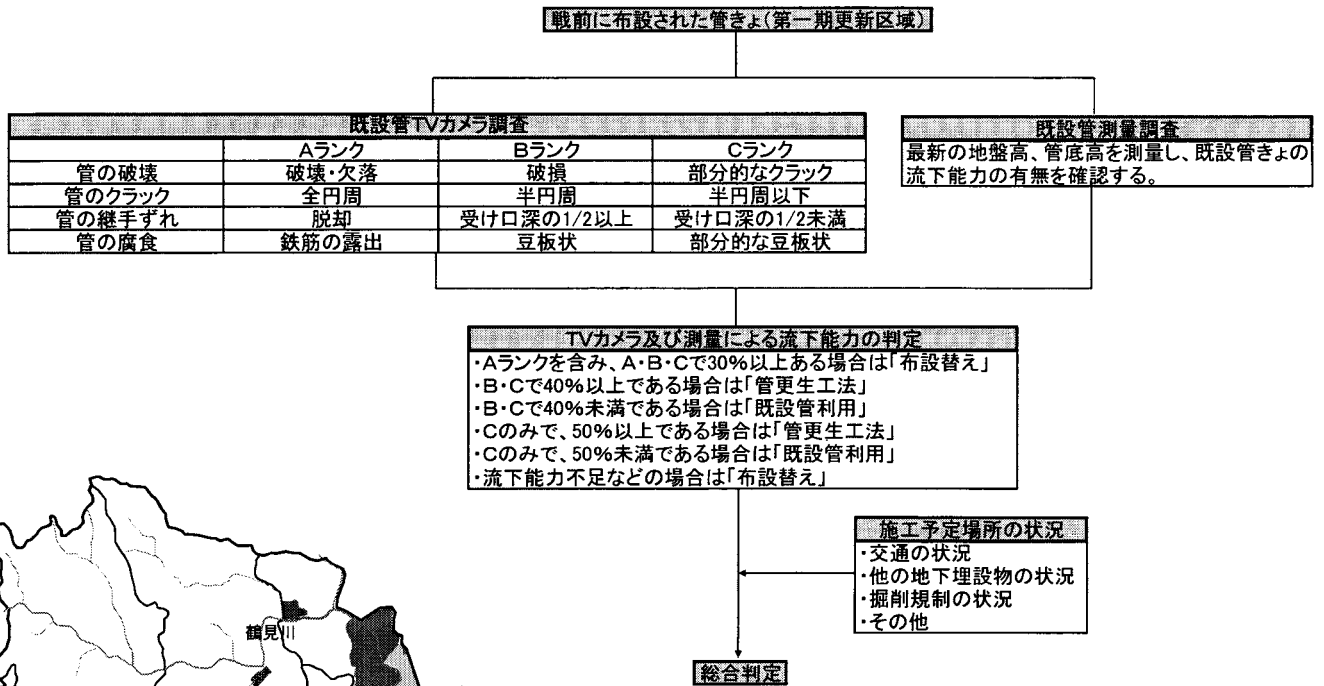 戦前に布設された管きょ(第一期更新区域)
既設管TVカメラ調査
Aランク Bランク Cランク
管の破壊 破壊・欠落 破損 部分的なクラック
管のクラック 全円周 半円周 半円周以下
管の継手ずれ 脱却 受け口深の1/2以上 受け口深の1/2未満
管の腐食 鉄筋の露出 豆板状 部分的な豆板状
既設管測量調査
最新の地盤高、管底高を測量し、既設管きょの
流下能力の有無を確認する。
TVカメラ及び測量による流下能力の判定
・Aランクを含み、A・B・Cで30%以上ある場合は「布設替え」
・B・Cで40%以上である場合は「管更生工法」
・B・Cで40%未満である場合は「既設管利用」
・Cのみで、50%以上である場合は「管更生工法」
・Cのみで、50%未満である場合は「既設管利用」
・流下能力不足などの場合は「布設替え」
施工予定場所の状況
・交通の状況
・他の地下埋設物の状況
・掘削規制の状況
・その他
鶴見川
総合判定